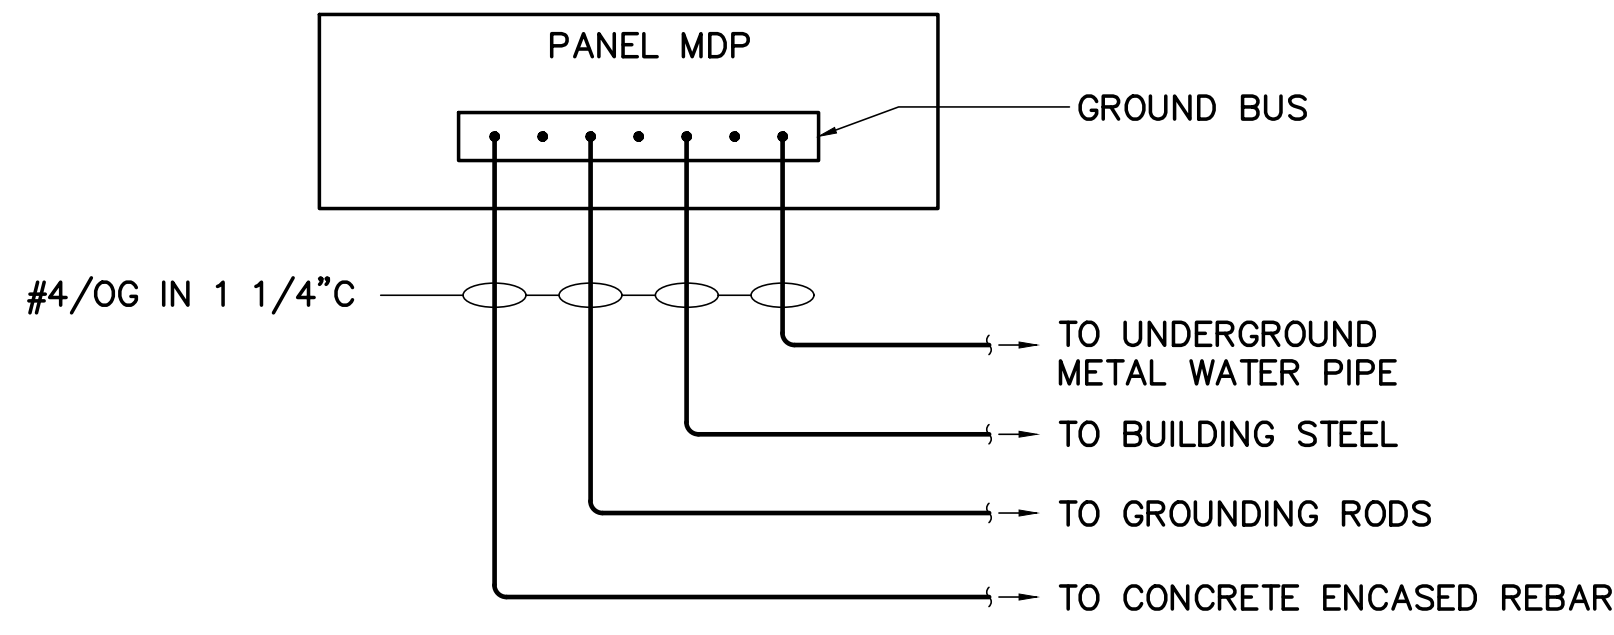 PANEL MDP
GROUND BUS
#4/0G IN 1 1/4"C
TO UNDERGROUND
METAL WATER PIPE
TO BUILDING STEEL
TO GROUNDING RODS
TO CONCRETE ENCASED REBAR